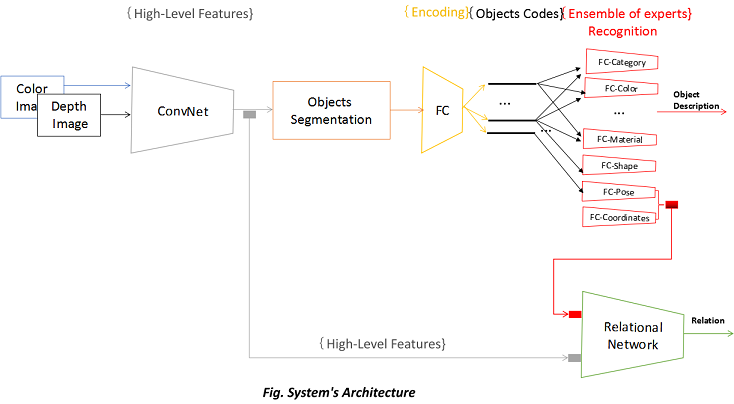 {High-Level Features}
{Encoding}
{Objects Codes}
{Ensemble of experts}
Recognition
Color
Image
Depth
Image
ConvNet
Objects
Segmentation
FC
...
...
FC-Category
FC-Color
...
FC-Material
FC-Shape
FC-Pose
FC-Coordinates
Object
Description
{High-Level Features}
Relational
Network
Relation
Fig. System's Architecture